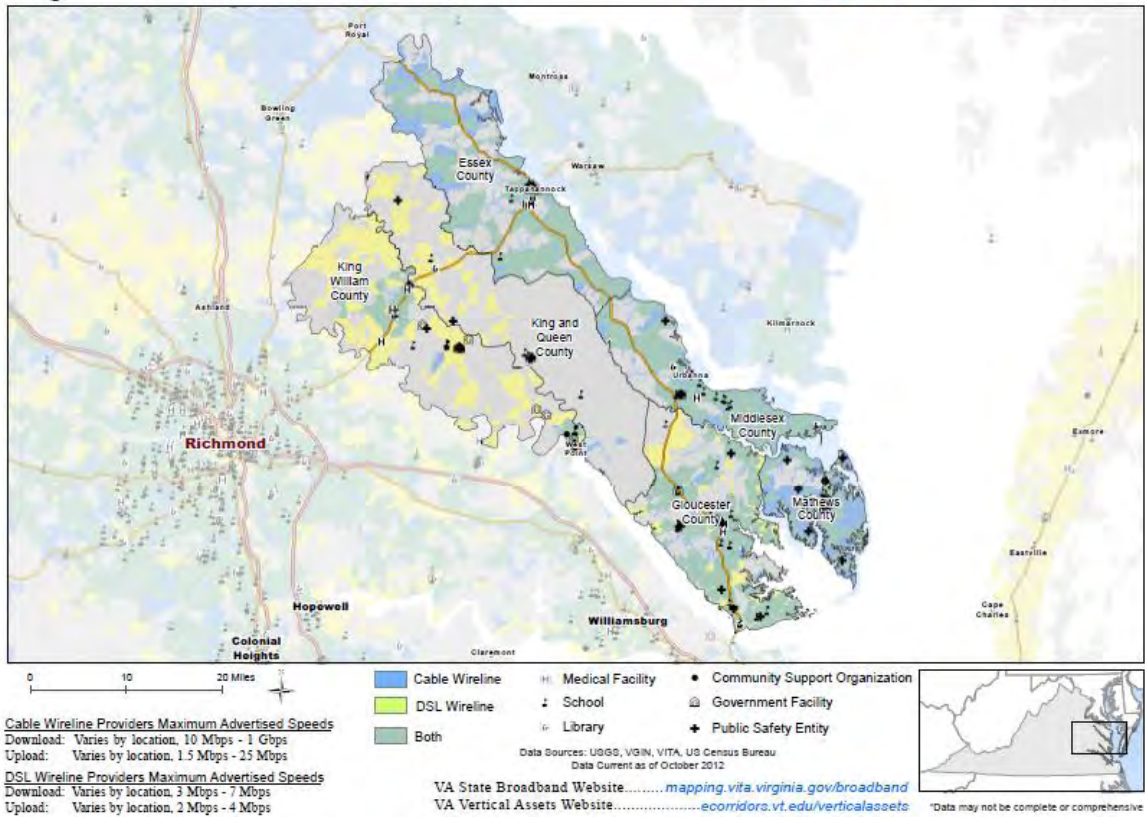 Port
Royal
Montross
Bowling
Green
Essex
County
Warsaw
Tappahannock
King
William
County
Ashland
King and
Queen
County
Kilmarnock
Urbanna
Richmond
Middlesex
County
Exmore
West
Point
Gloucester
County
Mathews
County
Eastville
Hopewell
Cape
Charles
Williamsburg
Colonial
Heights
Claremont
0 10 20 Miles
Cable Wireline
DSL Wireline
Both
Medical Facility
School
Library
Community Support Organization
Government Facility
Public Safety Entity
Cable Wireline Providers Maximum Advertised Speeds
Download: Varies by location, 10 Mbps - 1 Gbps
Upload: Varies by location, 1.5 Mbps - 25 Mbps
DSL Wireline Providers Maximum Advertised Speeds
Download: Varies by location, 3 Mbps - 7 Mbps
Upload: Varies by location, 2 Mbps - 4 Mbps
Data Sources: USGS, VGIN, VITA, US Census Bureau
Data Current as of October 2012
VA State Broadband Website........mapping.vita.virginia.gov/broadband
VA Vertical Assets Website...............ecorridors.vt.edu/verticalassets
*Data may not be complete or comprehensive